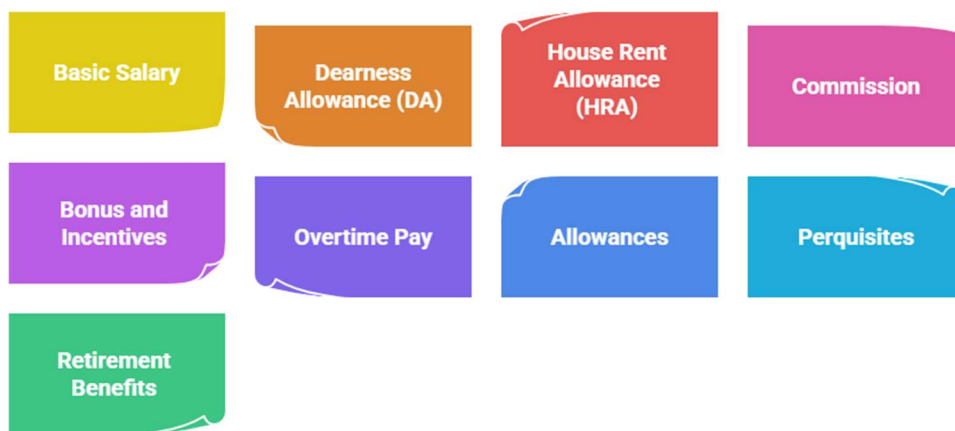 Basic Salary
Dearness
Allowance (DA)
House Rent
Allowance
(HRA)
Commission
Bonus and
Incentives
Overtime Pay
Allowances
Perquisites
Retirement
Benefits